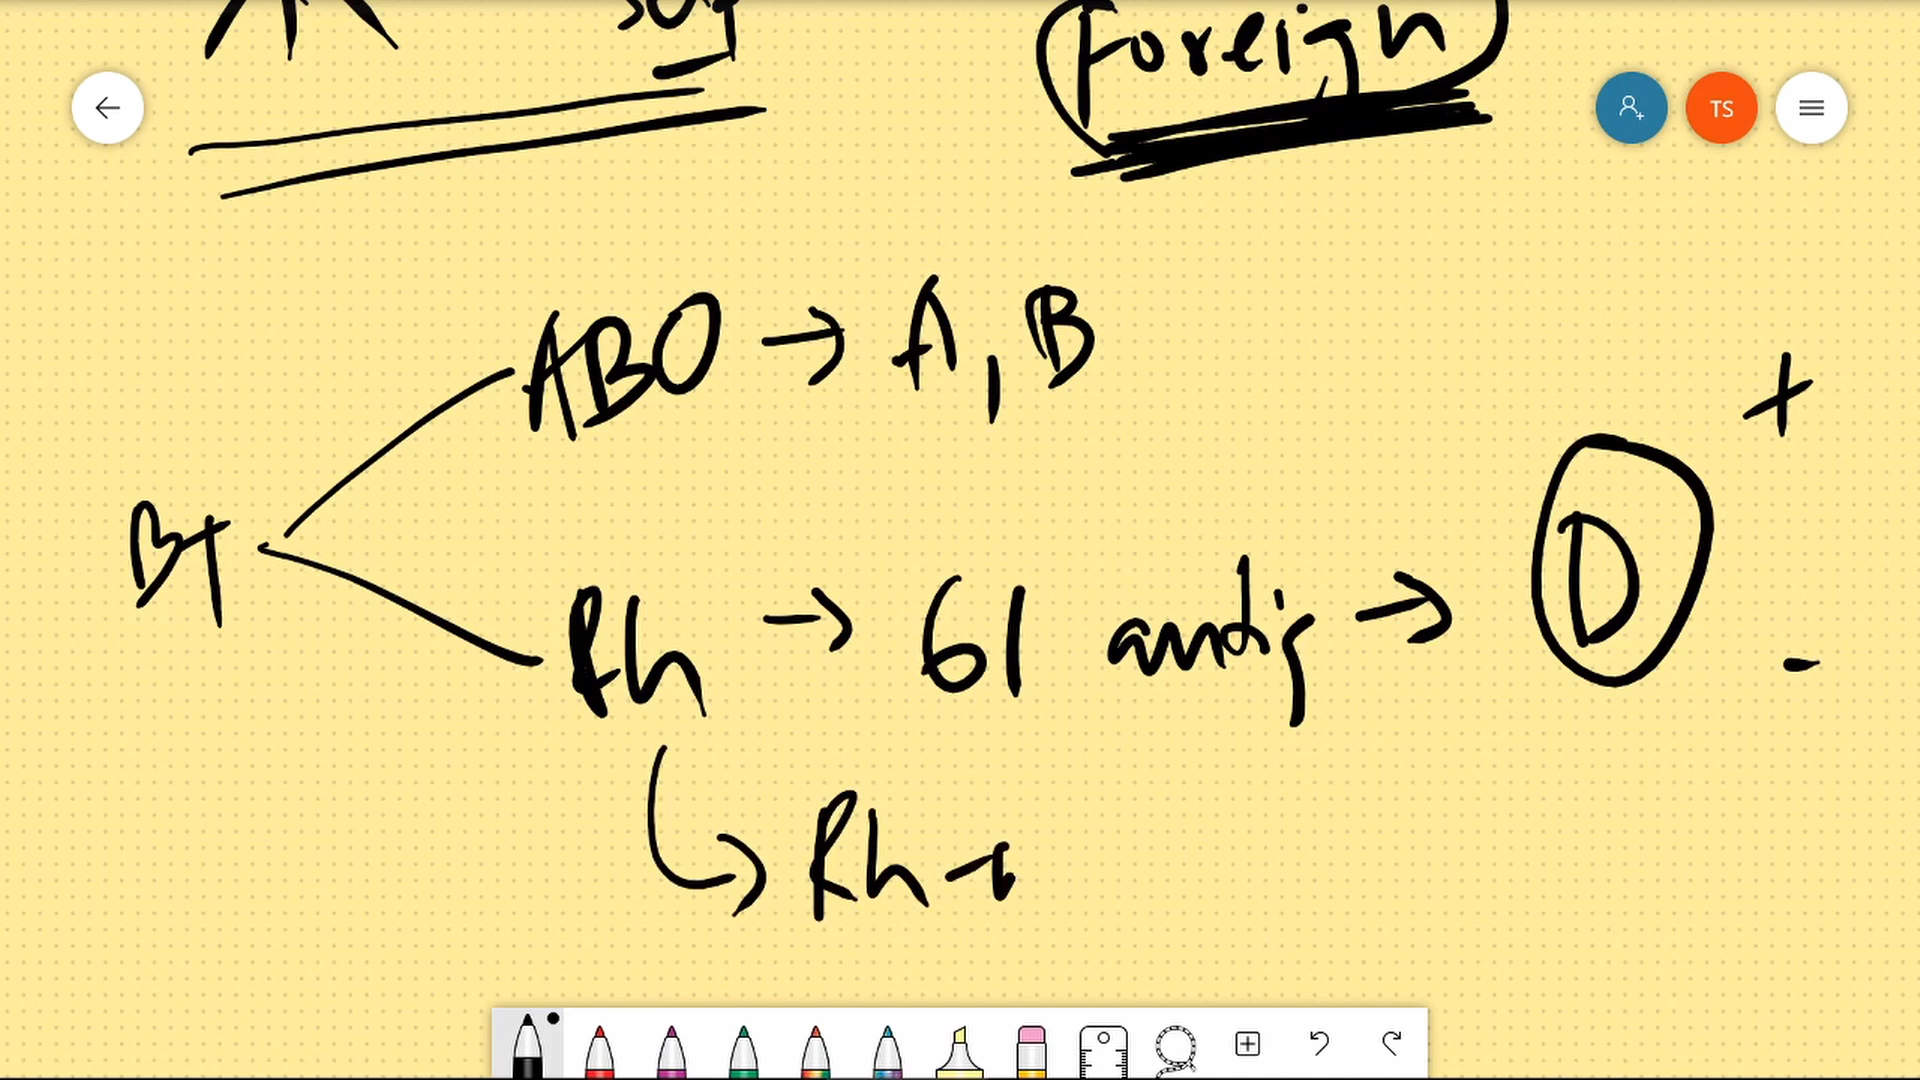 Foreign
TS
ABO → A, B
+
BT
Rh → 61 antig → D
-
Rh -